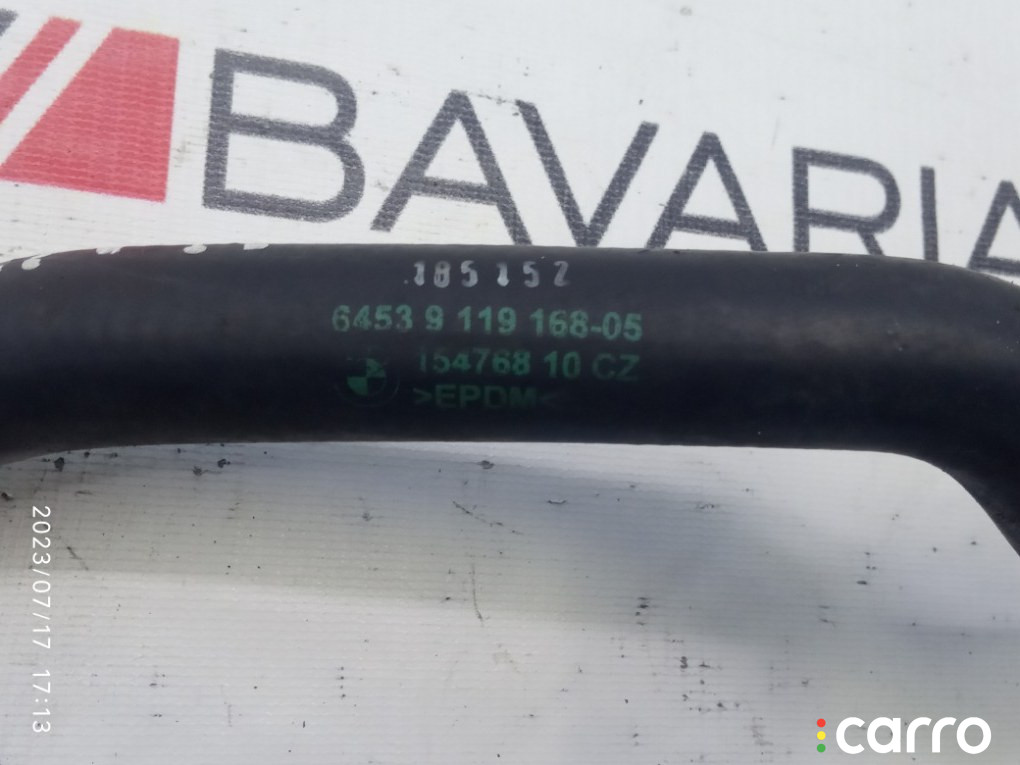 BAVARIA
185152
6453 9 119 168-05
154768 10 CZ
>EPDM<
2023/07/17 17:13
carro